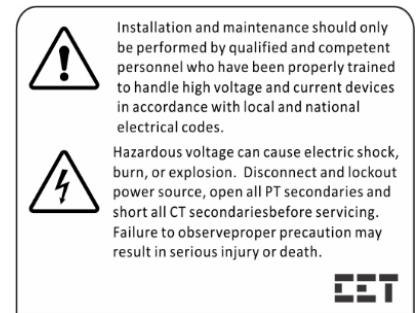 Installation and maintenance should only
be performed by qualified and competent
personnel who have been properly trained
to handle high voltage and current devices
in accordance with local and national
electrical codes.
Hazardous voltage can cause electric shock,
burn, or explosion. Disconnect and lockout
power source, open all PT secondaries and
short all CT secondariesbefore servicing.
Failure to observeproper precaution may
result in serious injury or death.
CET